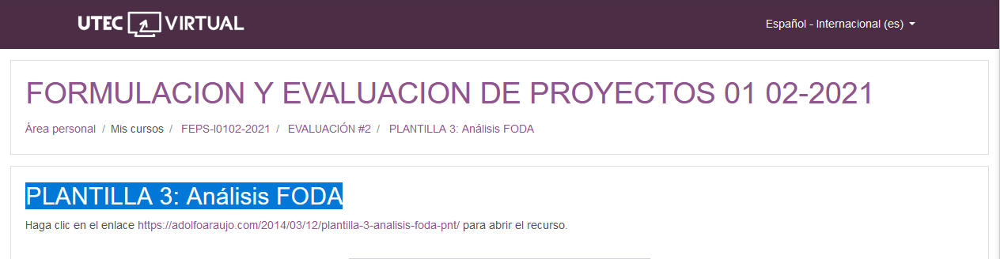 UTEC VIRTUAL
Español - Internacional (es)
FORMULACION Y EVALUACION DE PROYECTOS 01 02-2021
Área personal / Mis cursos / FEPS-I0102-2021 / EVALUACIÓN #2 / PLANTILLA 3: Análisis FODA
PLANTILLA 3: Análisis FODA
Haga clic en el enlace https://adolfoaraujo.com/2014/03/12/plantilla-3-analisis-foda-pnt/ para abrir el recurso.